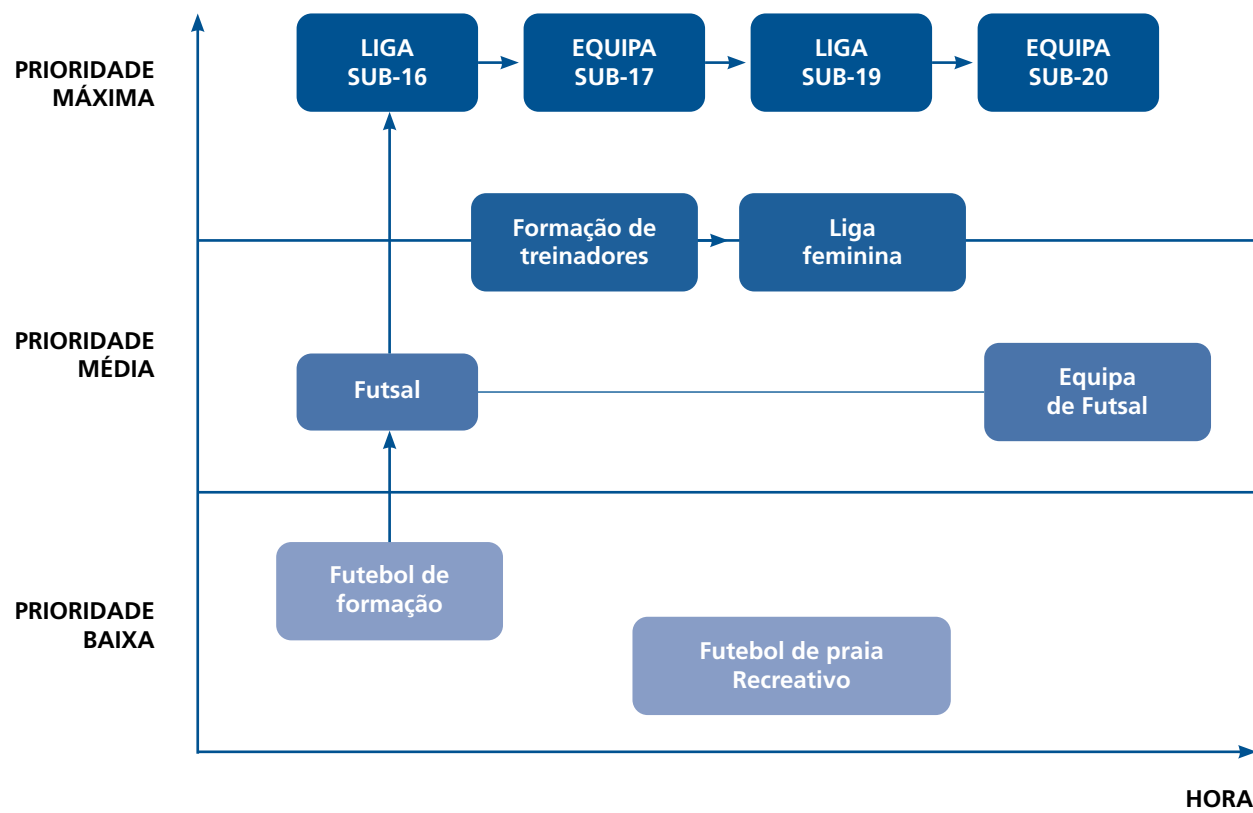 PRIORIDADE
MÁXIMA
LIGA
SUB-16
EQUIPA
SUB-17
LIGA
SUB-19
EQUIPA
SUB-20
Formação de
treinadores
Liga
feminina
PRIORIDADE
MÉDIA
Futsal
Equipa
de Futsal
PRIORIDADE
BAIXA
Futebol de
formação
Futebol de praia
Recreativo
HORA